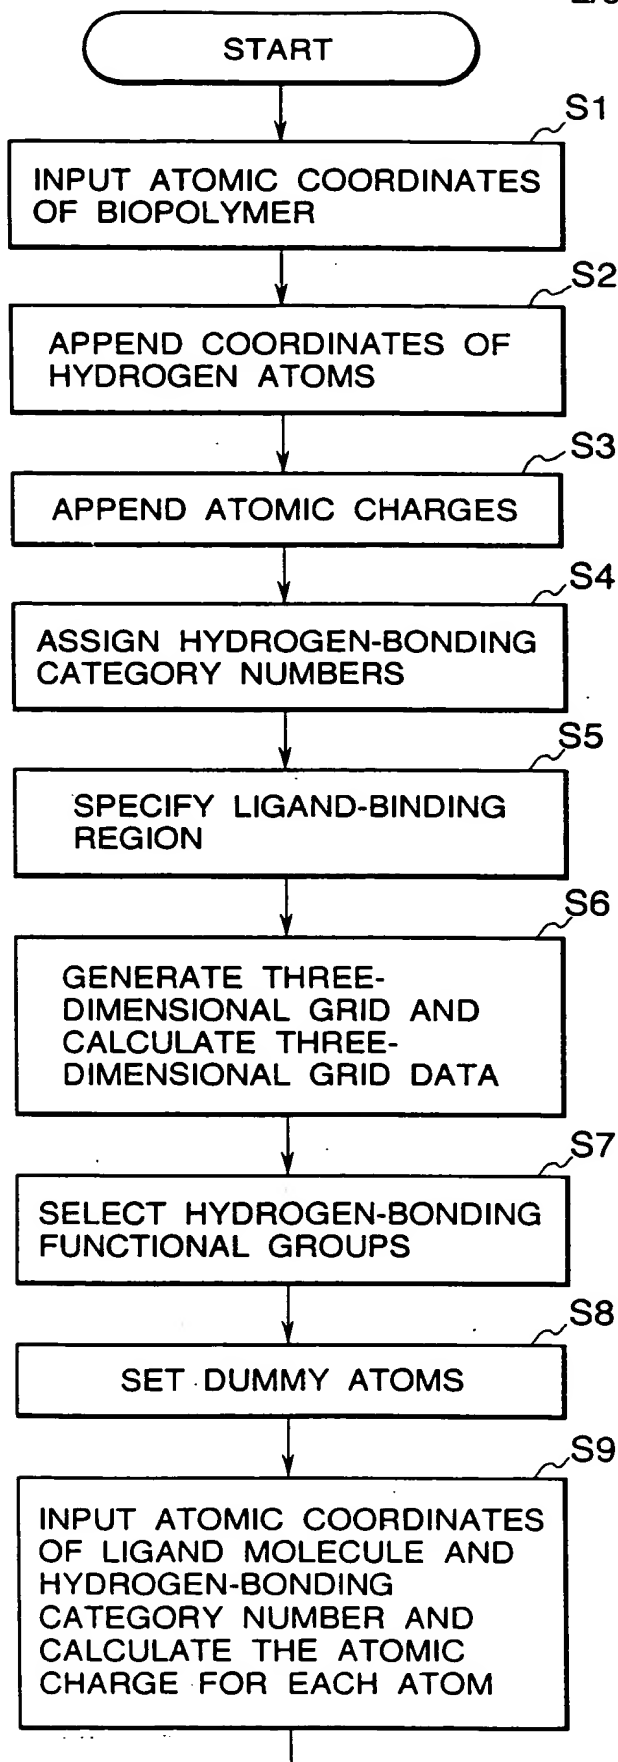 START
S1
INPUT ATOMIC COORDINATES
OF BIOPOLYMER
S2
APPEND COORDINATES OF
HYDROGEN ATOMS
S3
APPEND ATOMIC CHARGES
S4
ASSIGN HYDROGEN-BONDING
CATEGORY NUMBERS
S5
SPECIFY LIGAND-BINDING
REGION
S6
GENERATE THREE-
DIMENSIONAL GRID AND
CALCULATE THREE-
DIMENSIONAL GRID DATA
S7
SELECT HYDROGEN-BONDING
FUNCTIONAL GROUPS
S8
SET DUMMY ATOMS
S9
INPUT ATOMIC COORDINATES
OF LIGAND MOLECULE AND
HYDROGEN-BONDING
CATEGORY NUMBER AND
CALCULATE THE ATOMIC
CHARGE FOR EACH ATOM